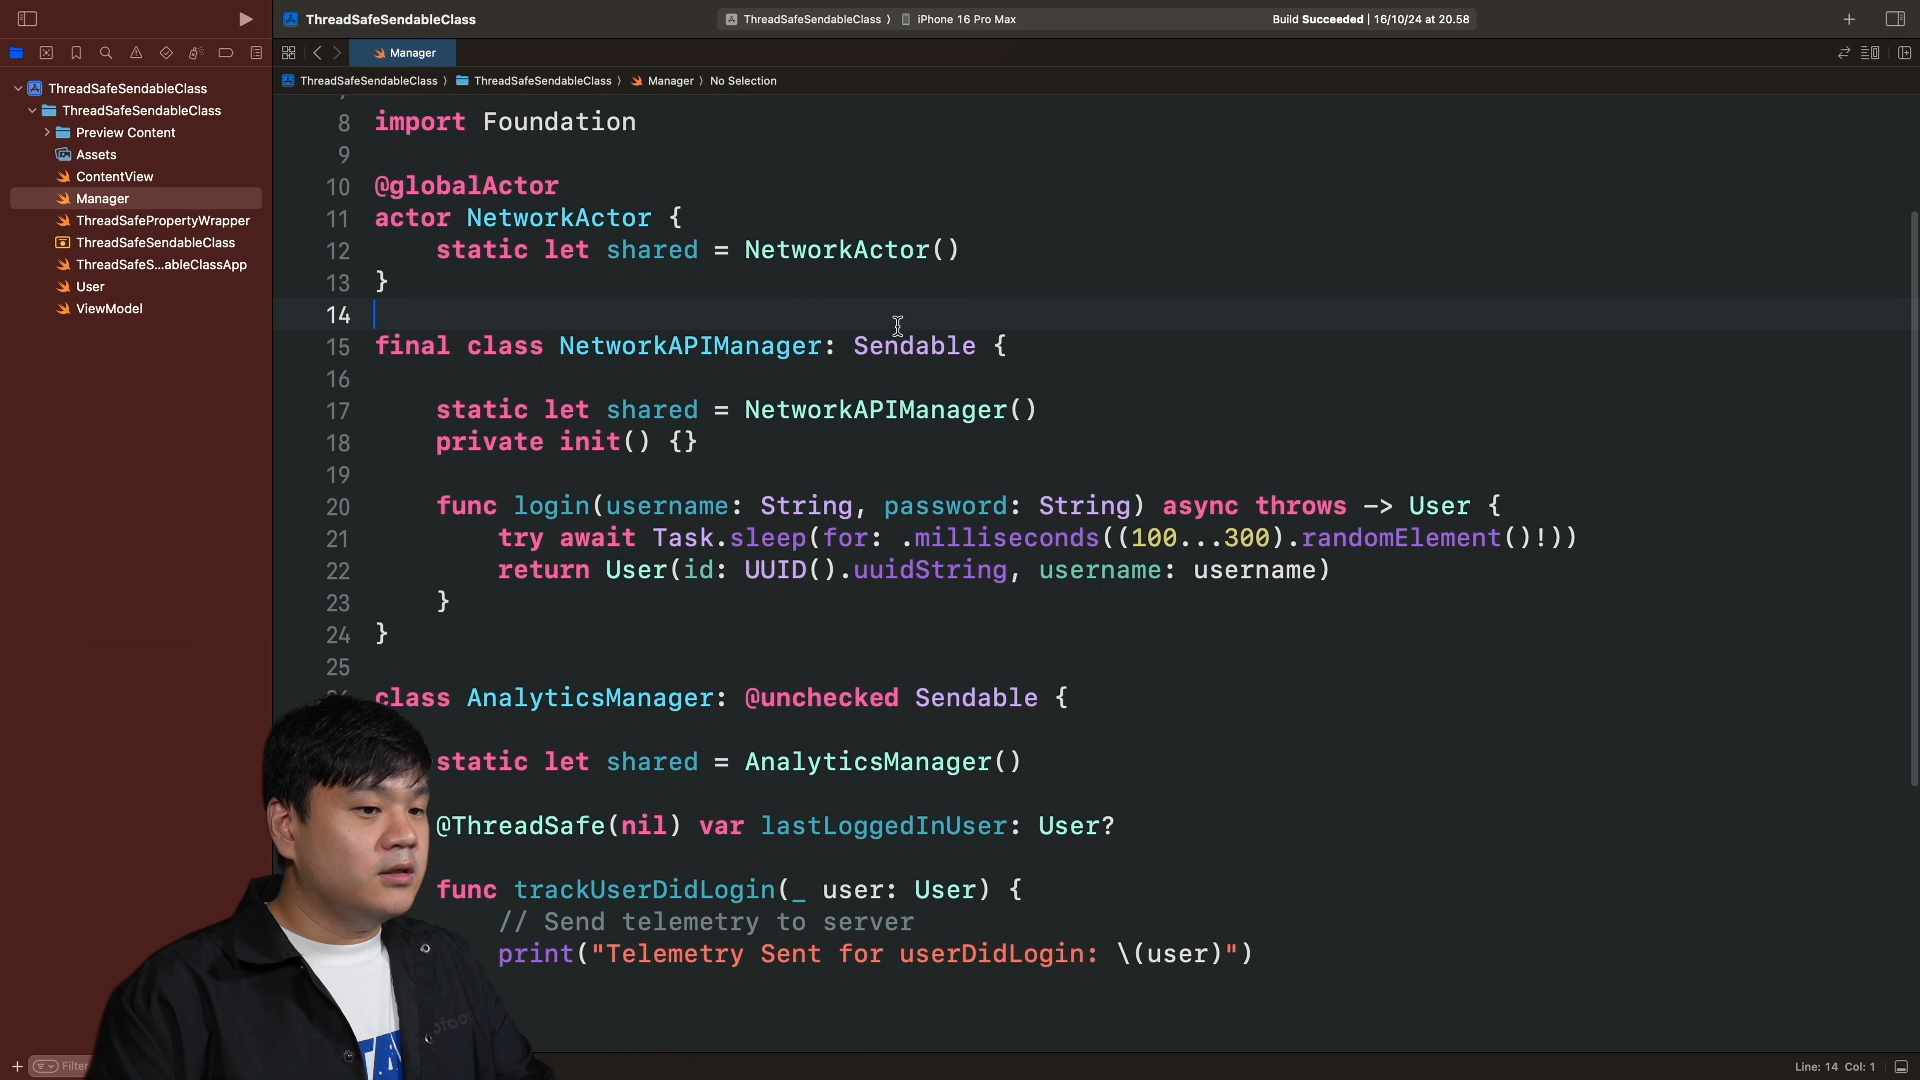 ThreadSafeSendableClass
ThreadSafeSendableClass 〉 iPhone 16 Pro Max
Build Succeeded | 16/10/24 at 20.58
Manager
ThreadSafeSendableClass 〉 ThreadSafeSendableClass 〉 Manager 〉 No Selection
ThreadSafeSendableClass
ThreadSafeSendableClass
Preview Content
Assets
ContentView
Manager
ThreadSafePropertyWrapper
ThreadSafeSendableClass
ThreadSafeS...ableClassApp
User
ViewModel
8 import Foundation
9
10 @globalActor
11 actor NetworkActor {
12 static let shared = NetworkActor()
13 }
14
15 final class NetworkAPIManager: Sendable {
16
17 static let shared = NetworkAPIManager()
18 private init() {}
19
20 func login(username: String, password: String) async throws -> User {
21 try await Task.sleep(for: .milliseconds((100...300).randomElement()!))
22 return User(id: UUID().uuidString, username: username)
23 }
24 }
25
class AnalyticsManager: @unchecked Sendable {
static let shared = AnalyticsManager()
@ThreadSafe(nil) var lastLoggedInUser: User?
func trackUserDidLogin(_ user: User) {
// Send telemetry to server
print("Telemetry Sent for userDidLogin: \(user)")
Filter
Line: 14 Col: 1